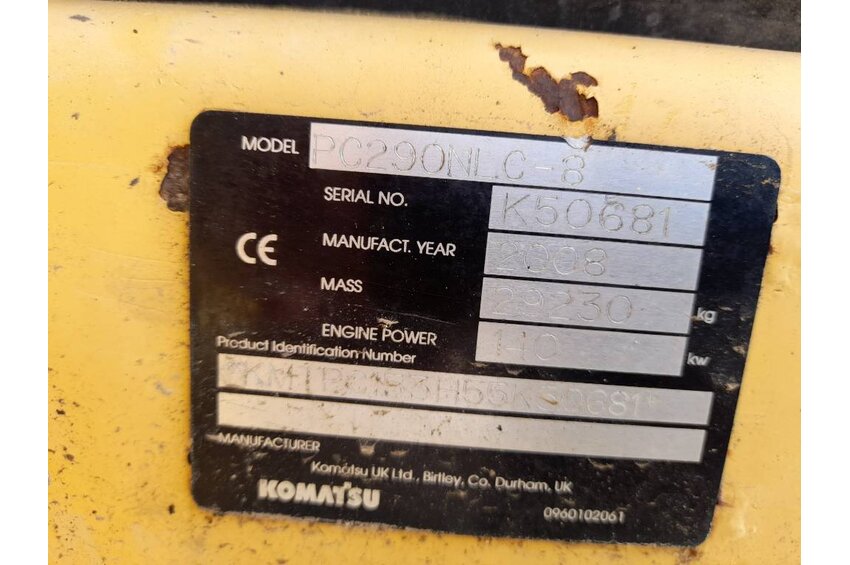 MODEL PC290NLC-8
SERIAL NO. K50681
CE MANUFACT. YEAR 2008
MASS 29230 kg
ENGINE POWER 140 kw
Product Identification Number
MANUFACTURER
Komatsu UK Ltd., Birtley, Co. Durham, UK
KOMATSU
0960102061